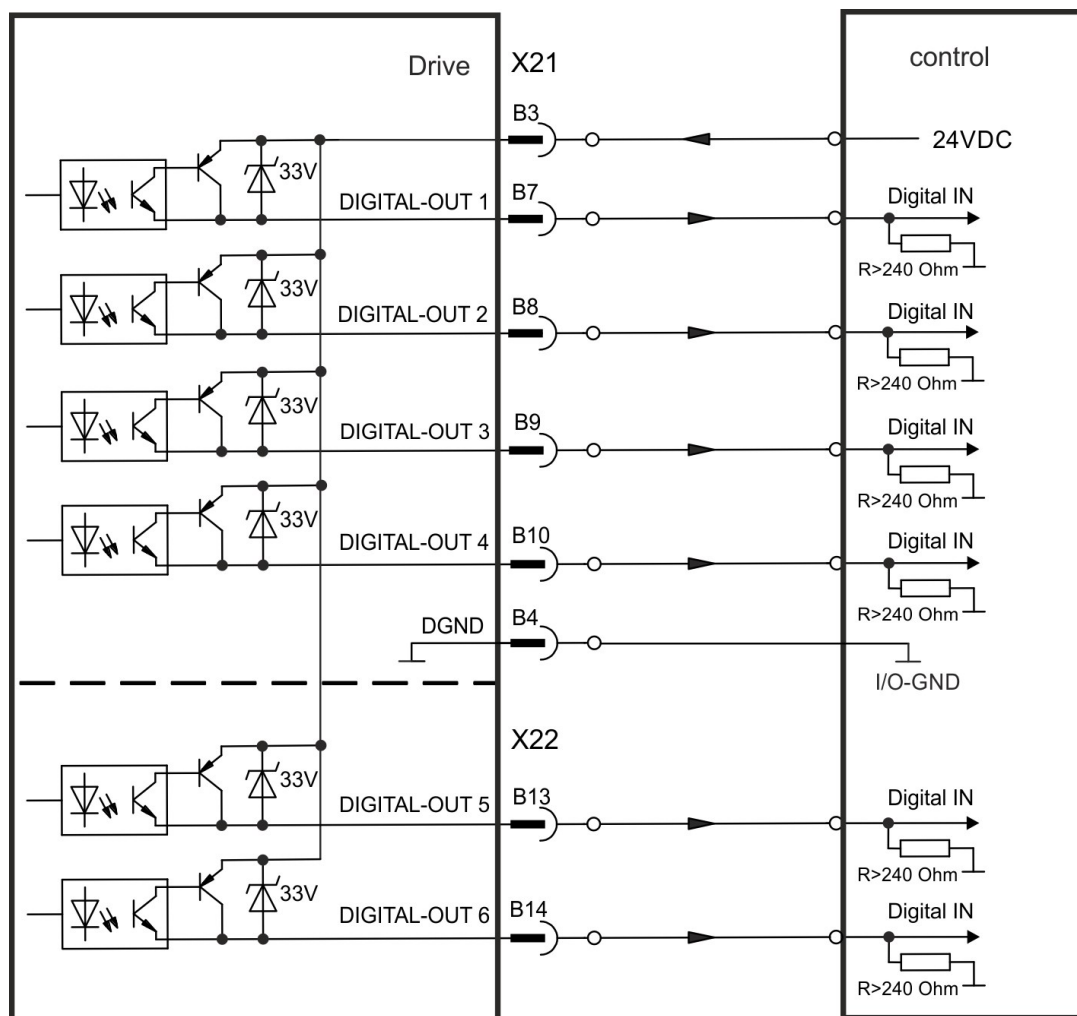 Drive
X21
control
B3
24VDC
33V
DIGITAL-OUT 1
B7
Digital IN
R>240 Ohm
33V
DIGITAL-OUT 2
B8
Digital IN
R>240 Ohm
33V
DIGITAL-OUT 3
B9
Digital IN
R>240 Ohm
33V
DIGITAL-OUT 4
B10
Digital IN
R>240 Ohm
DGND
B4
I/O-GND
X22
33V
DIGITAL-OUT 5
B13
Digital IN
R>240 Ohm
33V
DIGITAL-OUT 6
B14
Digital IN
R>240 Ohm